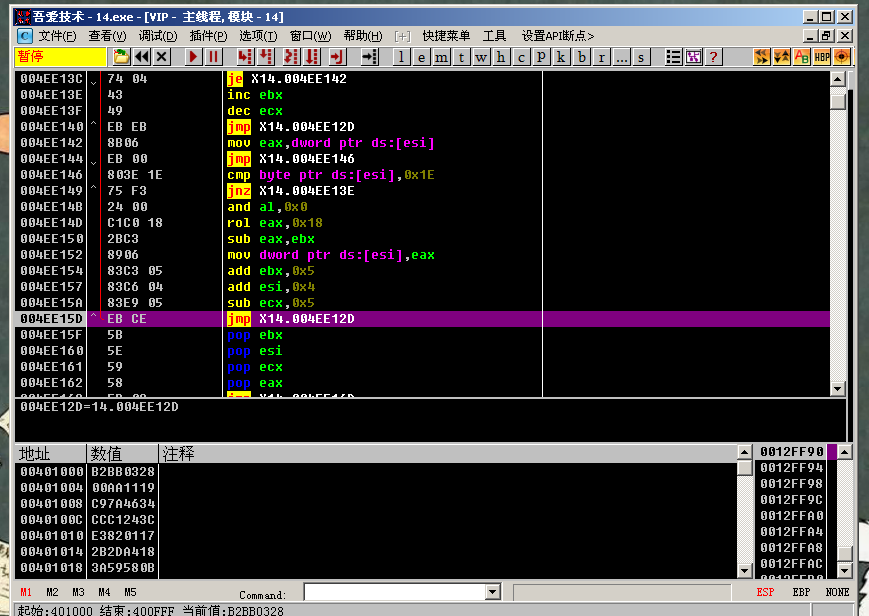 吾爱技术 - 14.exe - [VIP - 主线程, 模块 - 14]
C 文件(F) 查看(V) 调试(D) 插件(P) 选项(T) 窗口(W) 帮助(H) [+] 快捷菜单 工具 设置API断点>
暂停 l e m t w h c p k b r ... s ? HBP
004EE13C 74 04 je X14.004EE142
004EE13E 43 inc ebx
004EE13F 49 dec ecx
004EE140 ^ EB EB jmp X14.004EE12D
004EE142 8B06 mov eax,dword ptr ds:[esi]
004EE144 EB 00 jmp X14.004EE146
004EE146 803E 1E cmp byte ptr ds:[esi],0x1E
004EE149 ^ 75 F3 jnz X14.004EE13E
004EE14B 24 00 and al,0x0
004EE14D C1C0 18 rol eax,0x18
004EE150 2BC3 sub eax,ebx
004EE152 8906 mov dword ptr ds:[esi],eax
004EE154 83C3 05 add ebx,0x5
004EE157 83C6 04 add esi,0x4
004EE15A 83E9 05 sub ecx,0x5
004EE15D ^ EB CE jmp X14.004EE12D
004EE15F 5B pop ebx
004EE160 5E pop esi
004EE161 59 pop ecx
004EE162 58 pop eax
004EE12D=14.004EE12D
地址 数值 注释
00401000 B2BB0328
00401004 00AA1119
00401008 C97A4634
0040100C CCC1243C
00401010 E3820117
00401014 2B2DA418
00401018 3A59580B
0012FF90
0012FF94
0012FF98
0012FF9C
0012FFA0
0012FFA4
0012FFA8
0012FFAC
M1 M2 M3 M4 M5 Command: ESP EBP NONE
起始:401000 结束:400FFF 当前值:B2BB0328